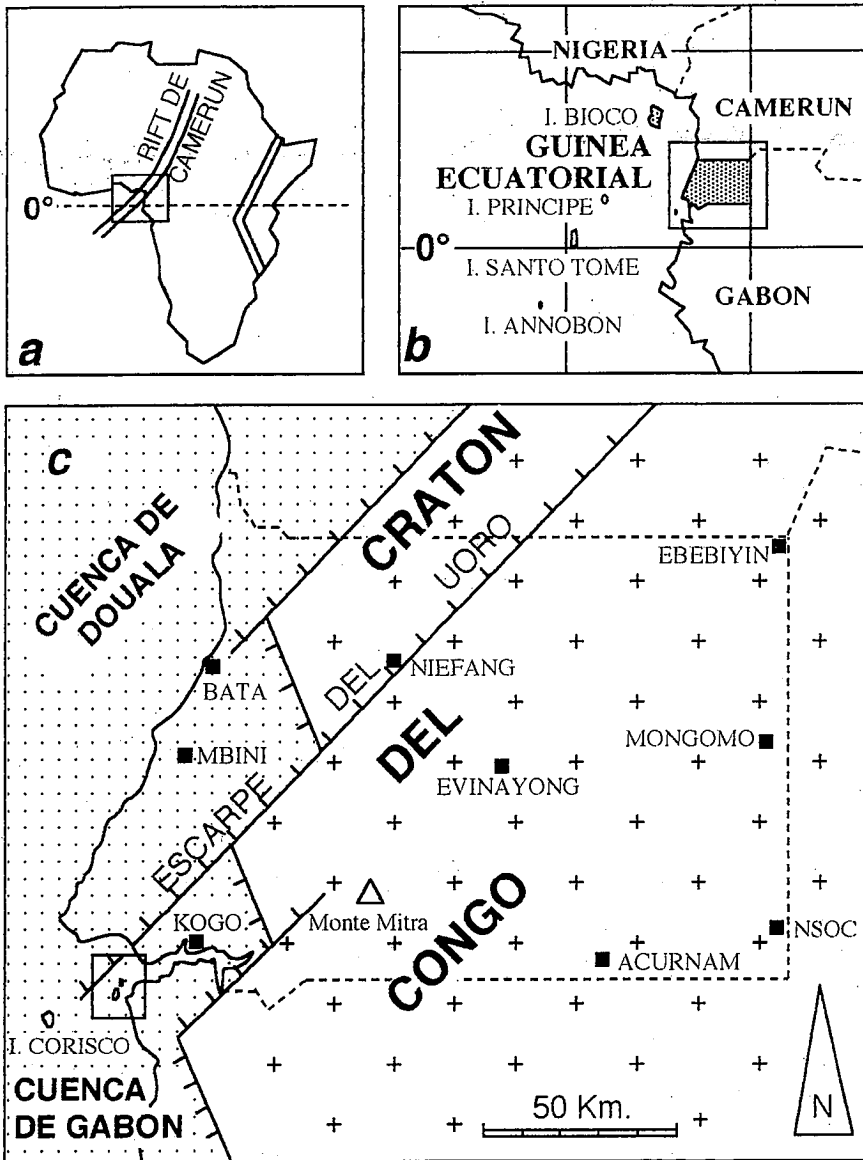 RIFT DE
CAMERUN
0°
a
NIGERIA
I. BIOCO
CAMERUN
GUINEA
ECUATORIAL
I. PRINCIPE
0°
I. SANTO TOME
GABON
I. ANNOBON
b
c
CRATON
DEL
CONGO
CUENCA DE
DOUALA
ESCARPE DEL UORO
EBEBIYIN
NIEFANG
BATA
MBINI
MONGOMO
EVINAYONG
Monte Mitra
KOGO
NSOC
ACURNAM
I. CORISCO
CUENCA
DE GABON
50 Km.
N